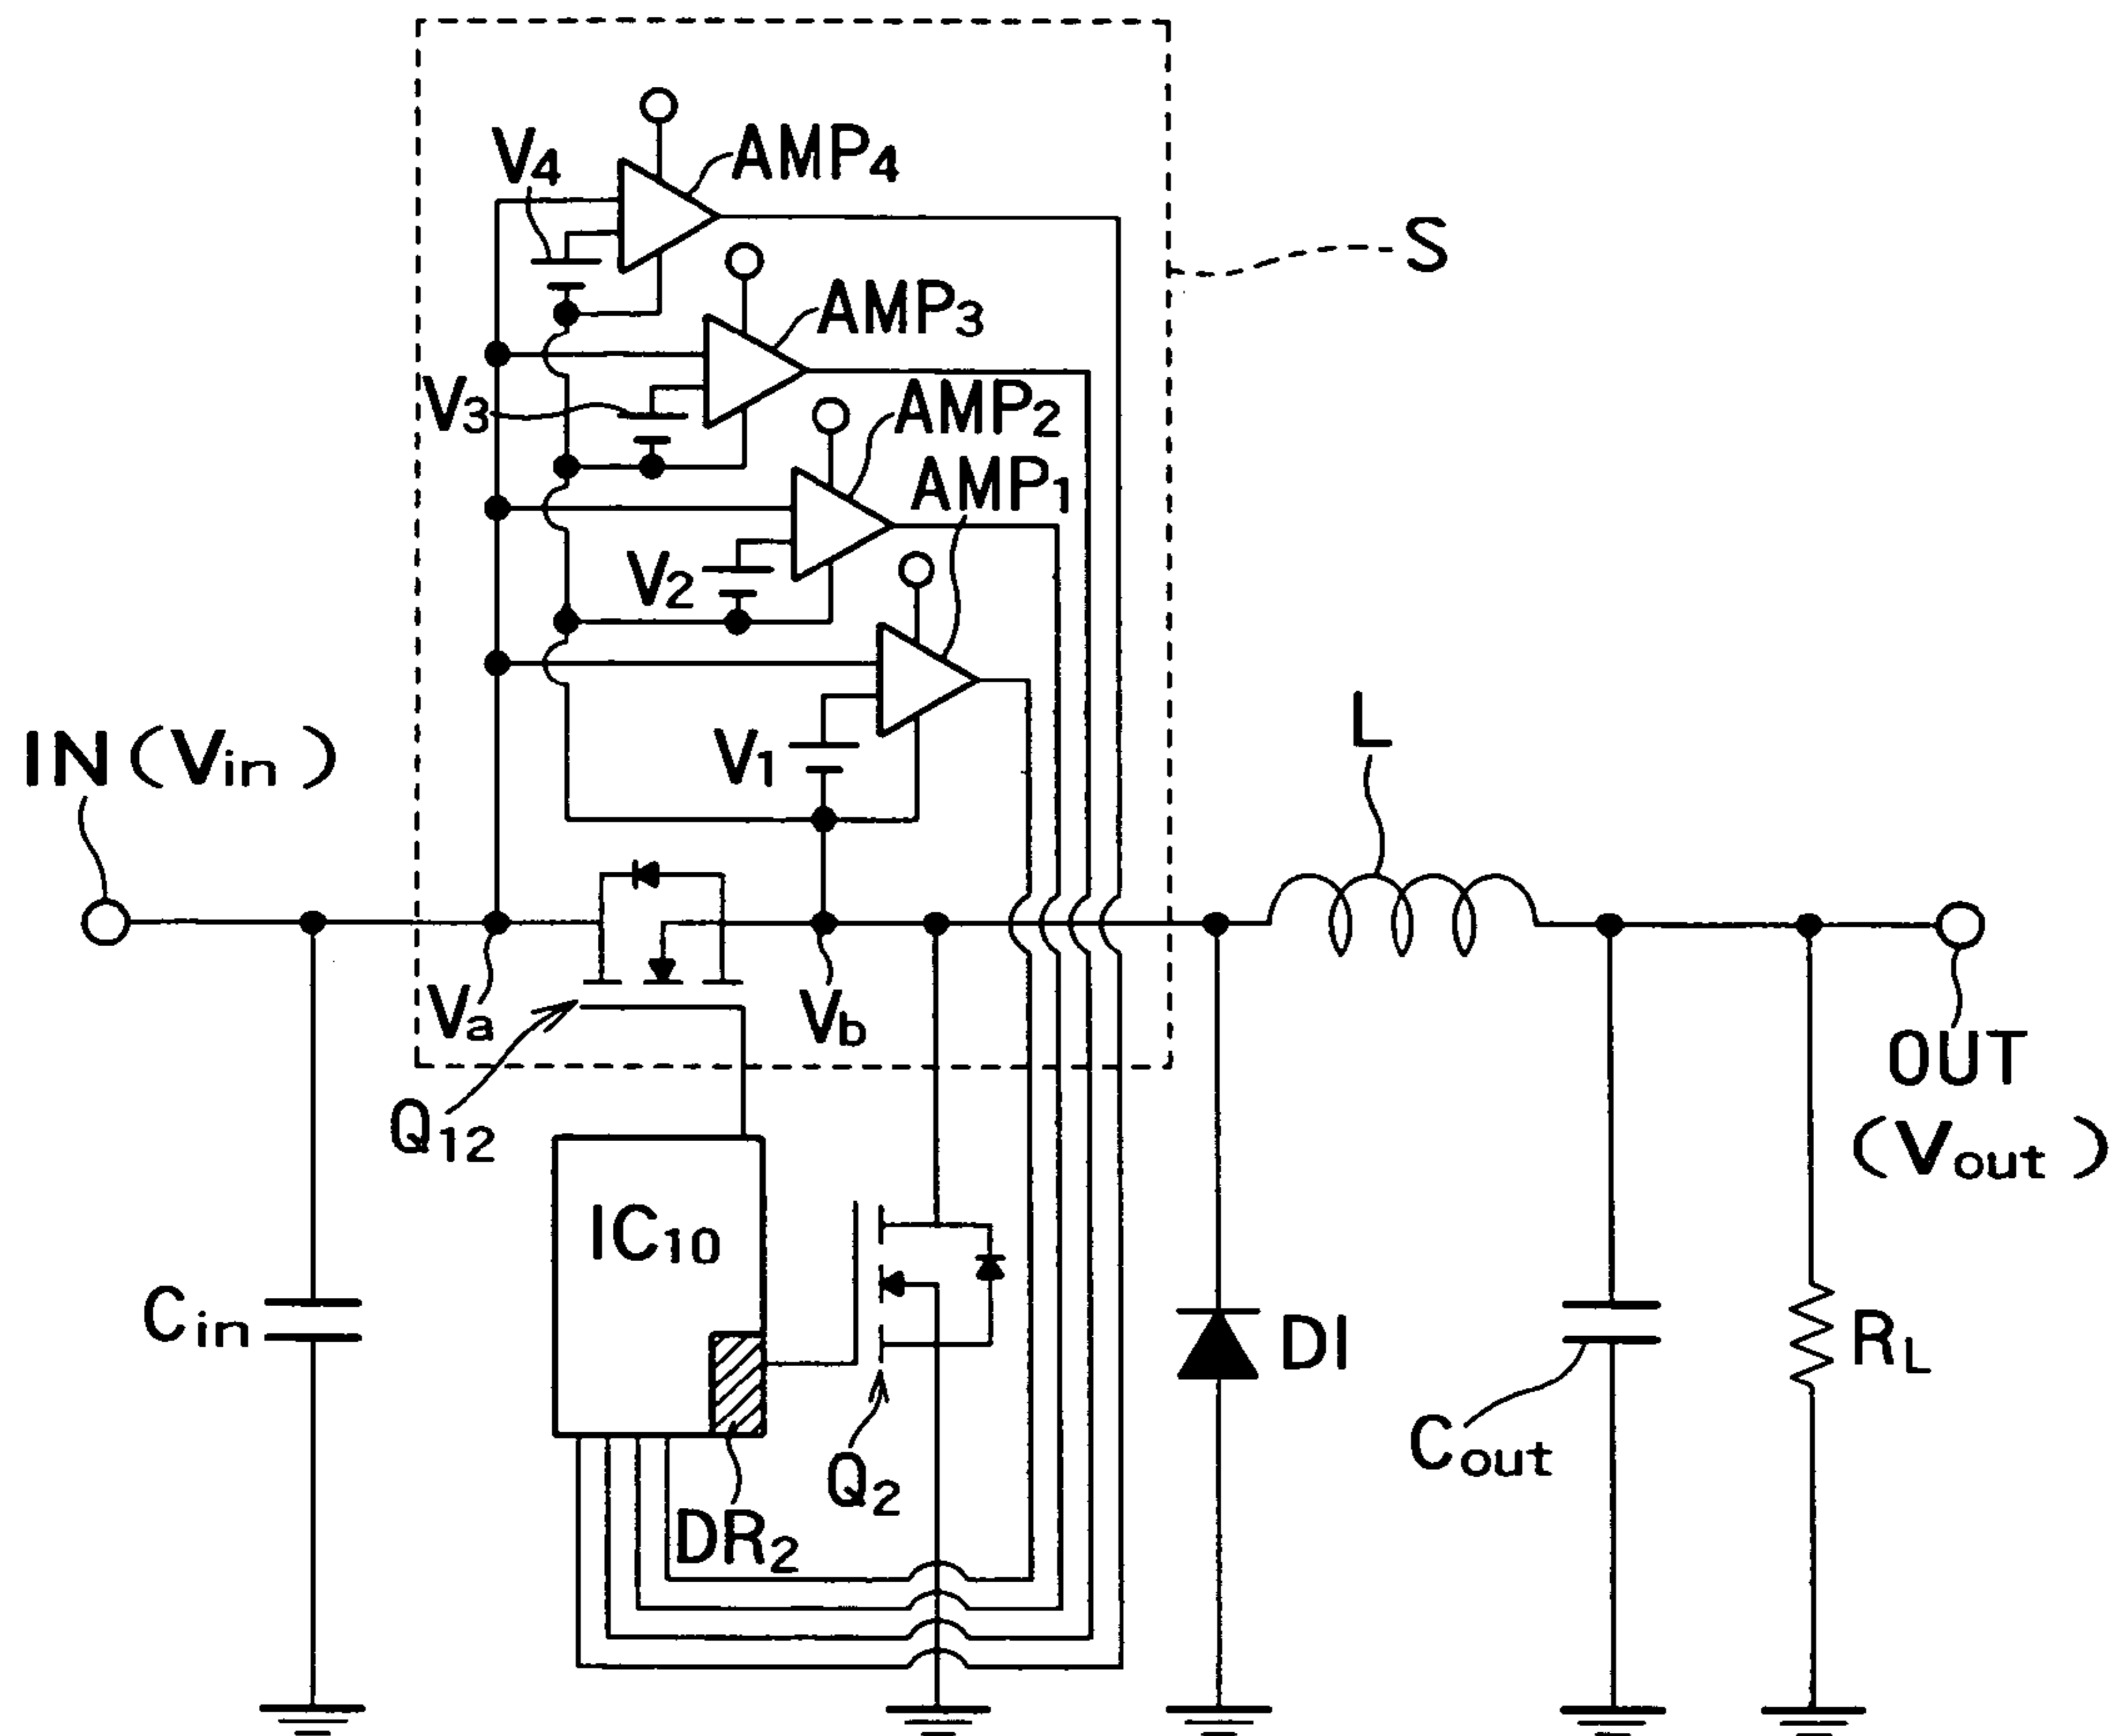 V4
AMP4
S
AMP3
V3
AMP2
AMP1
V2
V1
L
IN(Vin)
Va
Vb
OUT
(Vout)
Q12
IC10
Cin
DI
RL
Cout
Q2
DR2